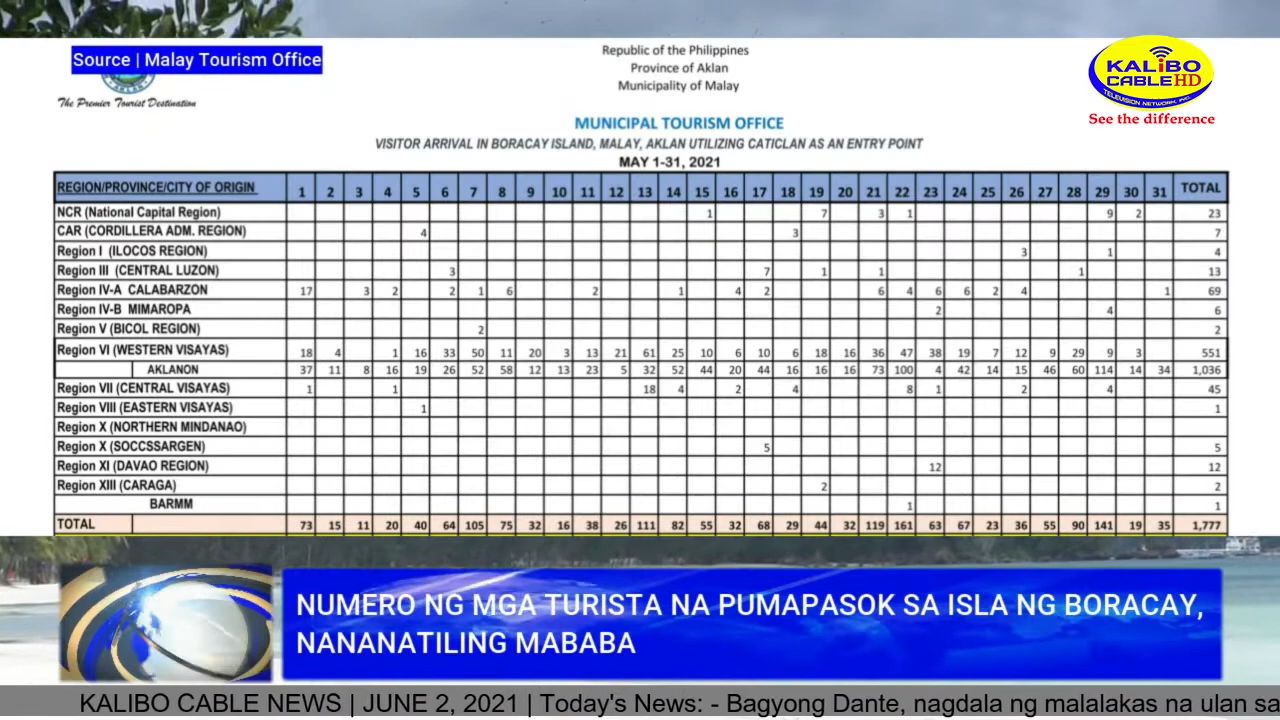 Source | Malay Tourism Office
AKLAN
The Premier Tourist Destination
Republic of the Philippines
Province of Aklan
Municipality of Malay
KALiBO
CABLE HD
TELEVISION NETWORK, INC.
See the difference
MUNICIPAL TOURISM OFFICE
VISITOR ARRIVAL IN BORACAY ISLAND, MALAY, AKLAN UTILIZING CATICLAN AS AN ENTRY POINT
MAY 1-31, 2021
REGION/PROVINCE/CITY OF ORIGIN 1 2 3 4 5 6 7 8 9 10 11 12 13 14 15 16 17 18 19 20 21 22 23 24 25 26 27 28 29 30 31 TOTAL
NCR (National Capital Region) 1 7 3 1 9 2 23
CAR (CORDILLERA ADM. REGION) 4 3 7
Region I (ILOCOS REGION) 3 1 4
Region III (CENTRAL LUZON) 3 7 1 1 1 13
Region IV-A CALABARZON 17 3 2 2 1 6 2 1 4 2 6 4 6 6 2 4 1 69
Region IV-B MIMAROPA 2 4 6
Region V (BICOL REGION) 2 2
Region VI (WESTERN VISAYAS) 18 4 1 16 33 50 11 20 3 13 21 61 25 10 6 10 6 18 16 36 47 38 19 7 12 9 29 9 3 551
AKLANON 37 11 8 16 19 26 52 58 12 13 23 5 32 52 44 20 44 16 16 16 73 100 4 42 14 15 46 60 114 14 34 1,036
Region VII (CENTRAL VISAYAS) 1 1 18 4 2 4 8 1 2 4 45
Region VIII (EASTERN VISAYAS) 1 1
Region X (NORTHERN MINDANAO)
Region X (SOCCSSARGEN) 5 5
Region XI (DAVAO REGION) 12 12
Region XIII (CARAGA) 2 2
BARMM 1 1
TOTAL 73 15 11 20 40 64 105 75 32 16 38 26 111 82 55 32 68 29 44 32 119 161 63 67 23 36 55 90 141 19 35 1,777
NUMERO NG MGA TURISTA NA PUMAPASOK SA ISLA NG BORACAY,
NANANATILING MABABA
KALIBO CABLE NEWS | JUNE 2, 2021 | Today's News: - Bagyong Dante, nagdala ng malalakas na ulan sa